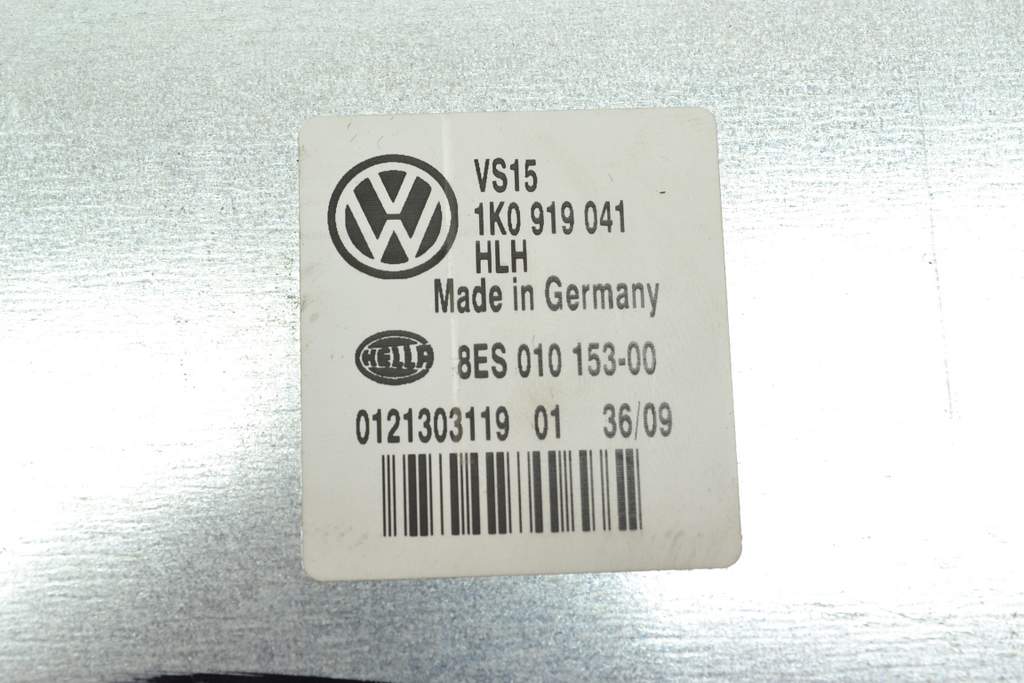 VS15
1K0 919 041
HLH
Made in Germany
HELLA 8ES 010 153-00
0121303119 01 36/09